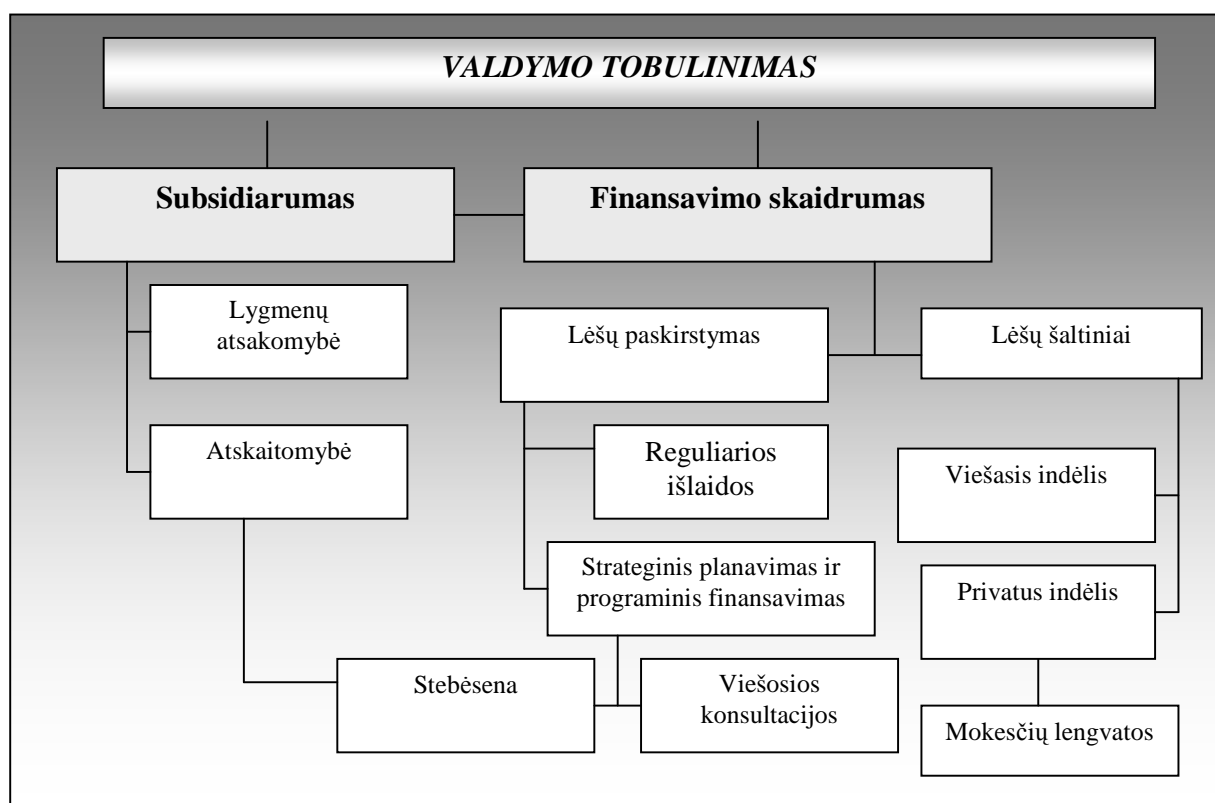 VALDYMO TOBULINIMAS
Subsidiarumas
Finansavimo skaidrumas
Lygmenų
atsakomybė
Lėšų paskirstymas
Lėšų šaltiniai
Atskaitomybė
Reguliarios
išlaidos
Viešasis indėlis
Strateginis planavimas ir
programinis finansavimas
Privatus indėlis
Stebėsena
Viešosios
konsultacijos
Mokesčių lengvatos